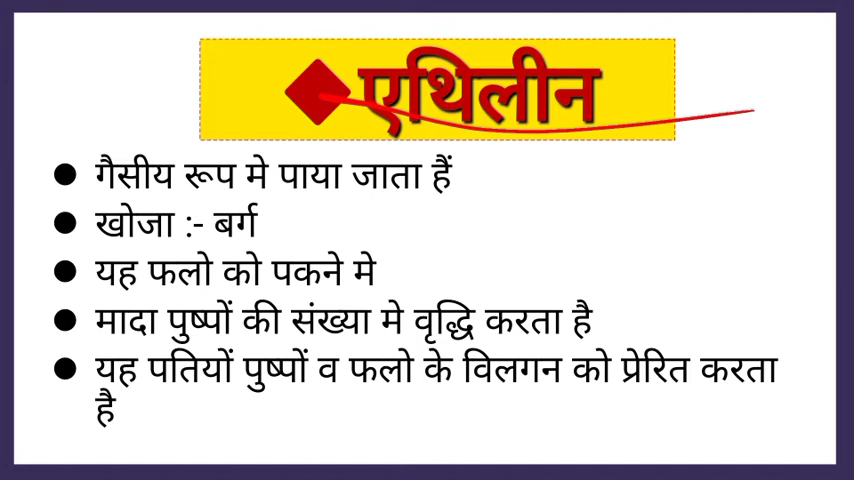 एथिलीन
गैसीय रूप मे पाया जाता हैं
खोजा :- बर्ग
यह फलो को पकने मे
मादा पुष्पों की संख्या मे वृद्धि करता है
यह पतियों पुष्पों व फलो के विलगन को प्रेरित करता
है